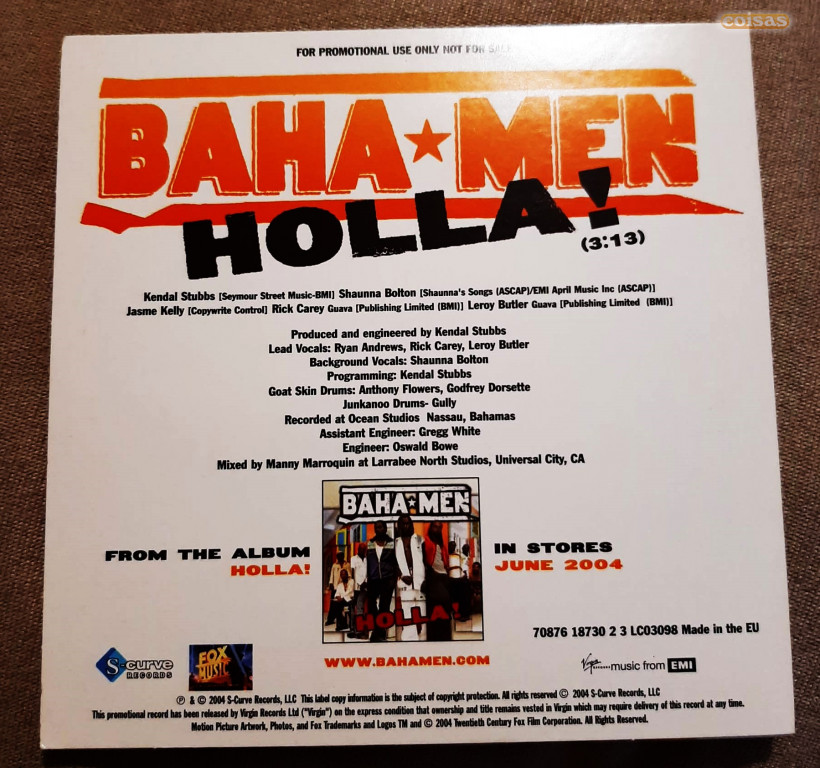 coisas
FOR PROMOTIONAL USE ONLY NOT FOR SALE
BAHA★MEN
HOLLA!
(3:13)
Kendal Stubbs [Seymour Street Music-BMI] Shaunna Bolton [Shaunna's Songs (ASCAP)/EMI April Music Inc (ASCAP)]
Jasme Kelly [Copywrite Control] Rick Carey Guava [Publishing Limited (BMI)] Leroy Butler Guava [Publishing Limited (BMI)]
Produced and engineered by Kendal Stubbs
Lead Vocals: Ryan Andrews, Rick Carey, Leroy Butler
Background Vocals: Shaunna Bolton
Programming: Kendal Stubbs
Goat Skin Drums: Anthony Flowers, Godfrey Dorsette
Junkanoo Drums- Gully
Recorded at Ocean Studios Nassau, Bahamas
Assistant Engineer: Gregg White
Engineer: Oswald Bowe
Mixed by Manny Marroquin at Larrabee North Studios, Universal City, CA
BAHA★MEN
HOLLA!
FROM THE ALBUM
HOLLA!
IN STORES
JUNE 2004
WWW.BAHAMEN.COM
70876 18730 2 3 LC03098 Made in the EU
S-curve
RECORDS
FOX
MUSIC
Virgin music from EMI
℗ & © 2004 S-Curve Records, LLC This label copy information is the subject of copyright protection. All rights reserved © 2004 S-Curve Records, LLC
This promotional record has been released by Virgin Records Ltd ("Virgin") on the express condition that ownership and title remains vested in Virgin which may require delivery of this record at any time.
Motion Picture Artwork, Photos, and Fox Trademarks and Logos TM and © 2004 Twentieth Century Fox Film Corporation. All Rights Reserved.